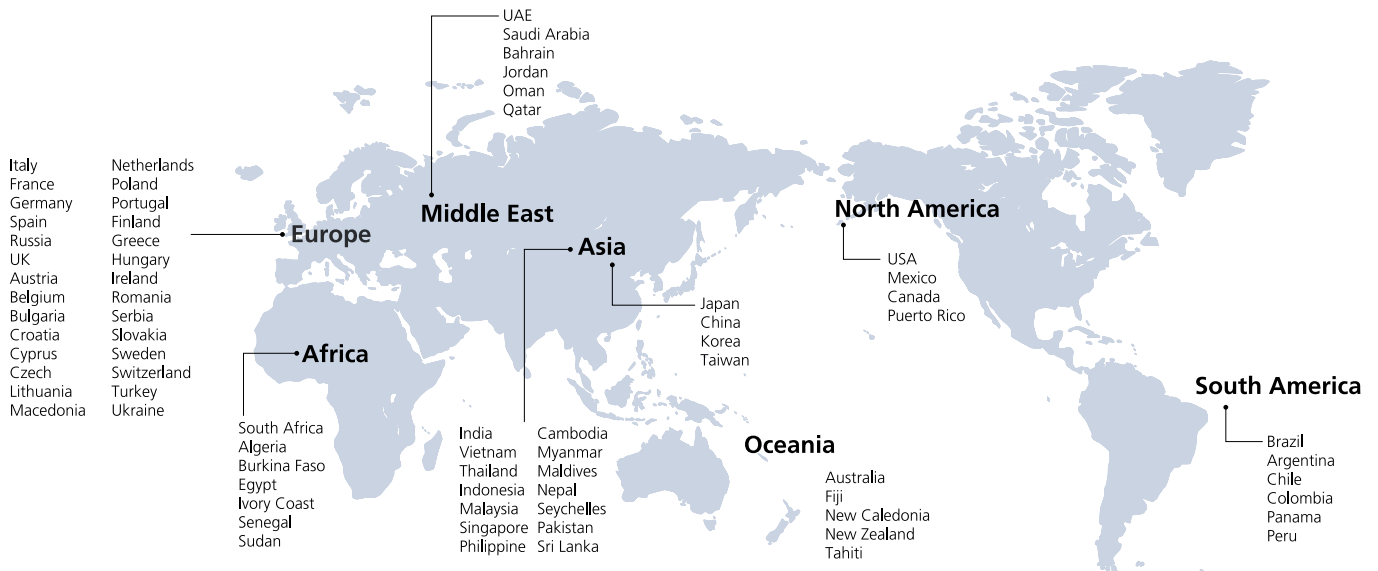 UAE
Saudi Arabia
Bahrain
Jordan
Oman
Qatar
Middle East
Italy
France
Germany
Spain
Russia
UK
Austria
Belgium
Bulgaria
Croatia
Cyprus
Czech
Lithuania
Macedonia
Netherlands
Poland
Portugal
Finland
Greece
Hungary
Ireland
Romania
Serbia
Slovakia
Sweden
Switzerland
Turkey
Ukraine
Europe
Asia
Japan
China
Korea
Taiwan
India
Vietnam
Thailand
Indonesia
Malaysia
Singapore
Philippine
Cambodia
Myanmar
Maldives
Nepal
Seychelles
Pakistan
Sri Lanka
Africa
South Africa
Algeria
Burkina Faso
Egypt
Ivory Coast
Senegal
Sudan
North America
USA
Mexico
Canada
Puerto Rico
Oceania
Australia
Fiji
New Caledonia
New Zealand
Tahiti
South America
Brazil
Argentina
Chile
Colombia
Panama
Peru